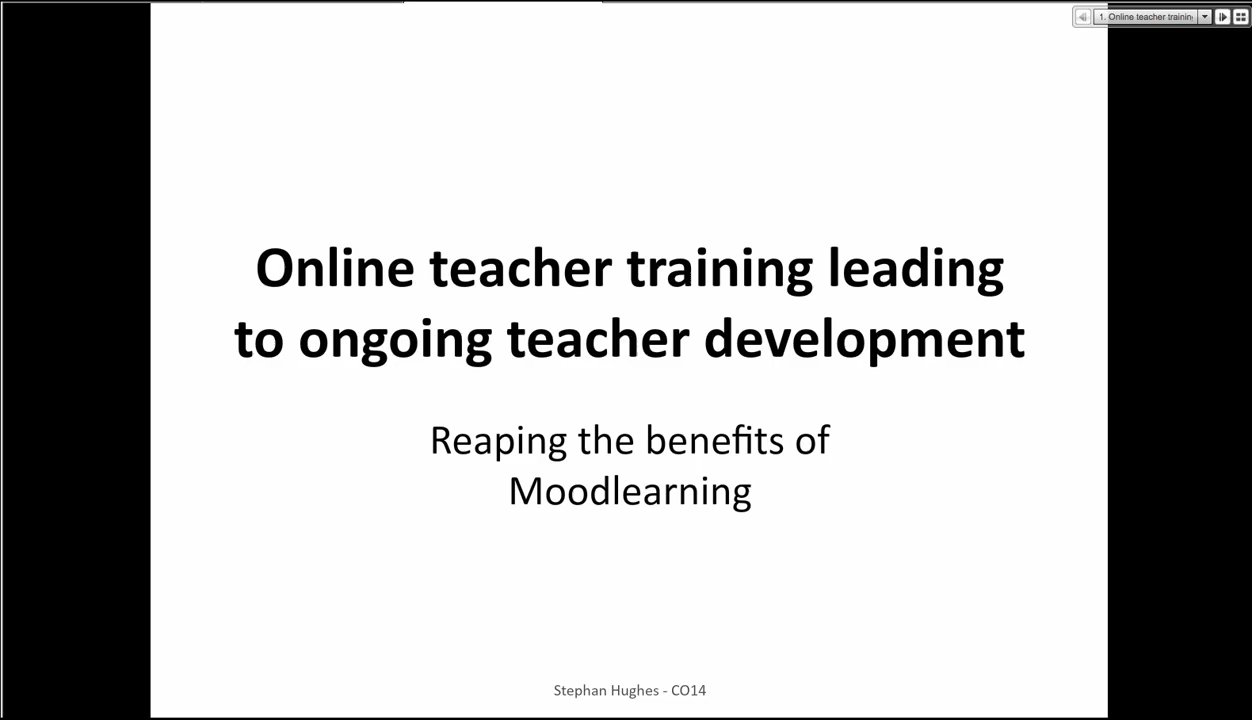 1. Online teacher trainin
Online teacher training leading
to ongoing teacher development
Reaping the benefits of
Moodlearning
Stephan Hughes - CO14